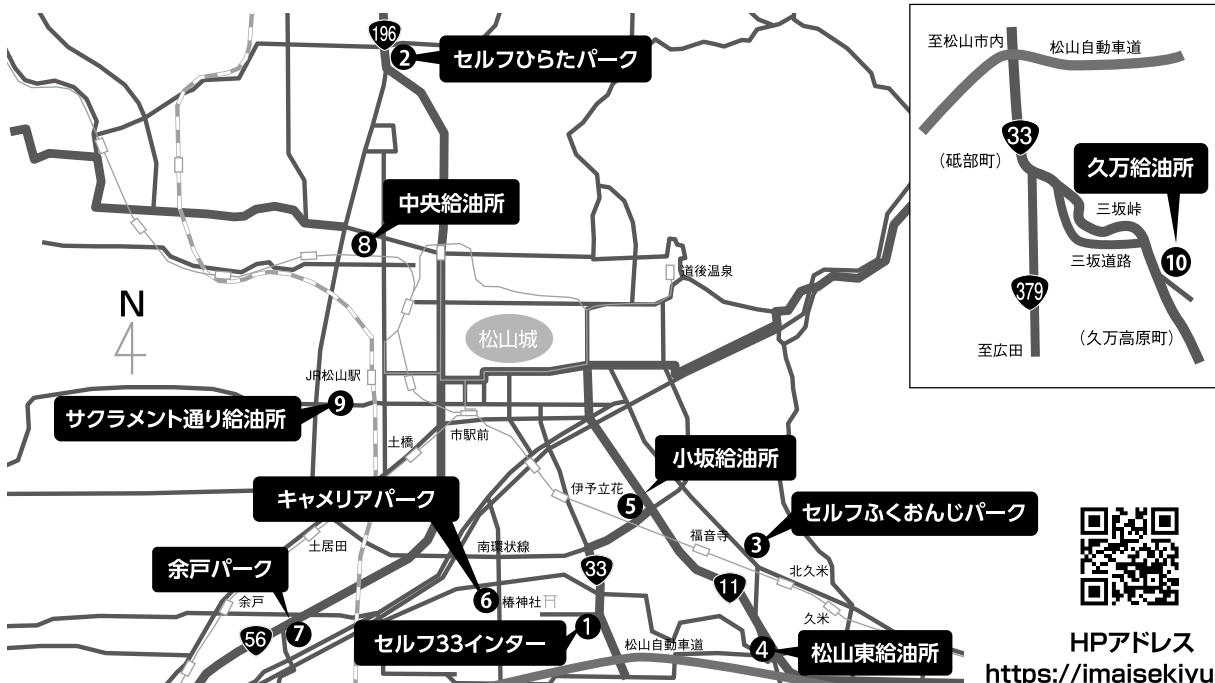 196
2
セルフひらたパーク
中央給油所
8
道後温泉
N
松山城
JR松山駅
9
サクラメント通り給油所
土橋
市駅前
小坂給油所
キャメリアパーク
伊予立花
5
セルフふくおんじパーク
3
福音寺
土居田
南環状線
33
11
北久米
余戸パーク
余戸
6
椿神社
久米
56
7
セルフ33インター
1
松山自動車道
4
松山東給油所
至松山市内
松山自動車道
33
(砥部町)
久万給油所
三坂峠
三坂道路
10
379
至広田
(久万高原町)
HPアドレス
https://imaisekiyu